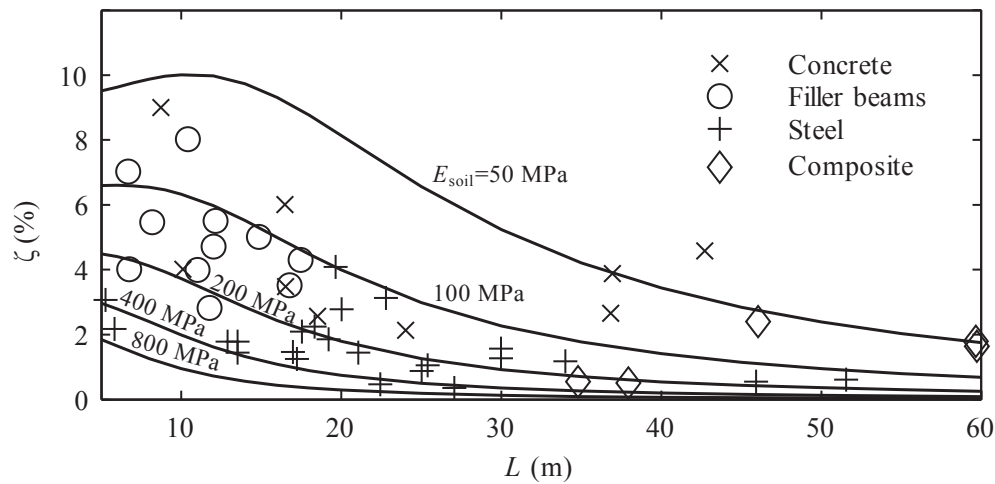 10
8
6
4
2
0
ζ (%)
10
20
30
40
50
60
L (m)
Concrete
Filler beams
Steel
Composite
E_soil=50 MPa
100 MPa
200 MPa
400 MPa
800 MPa